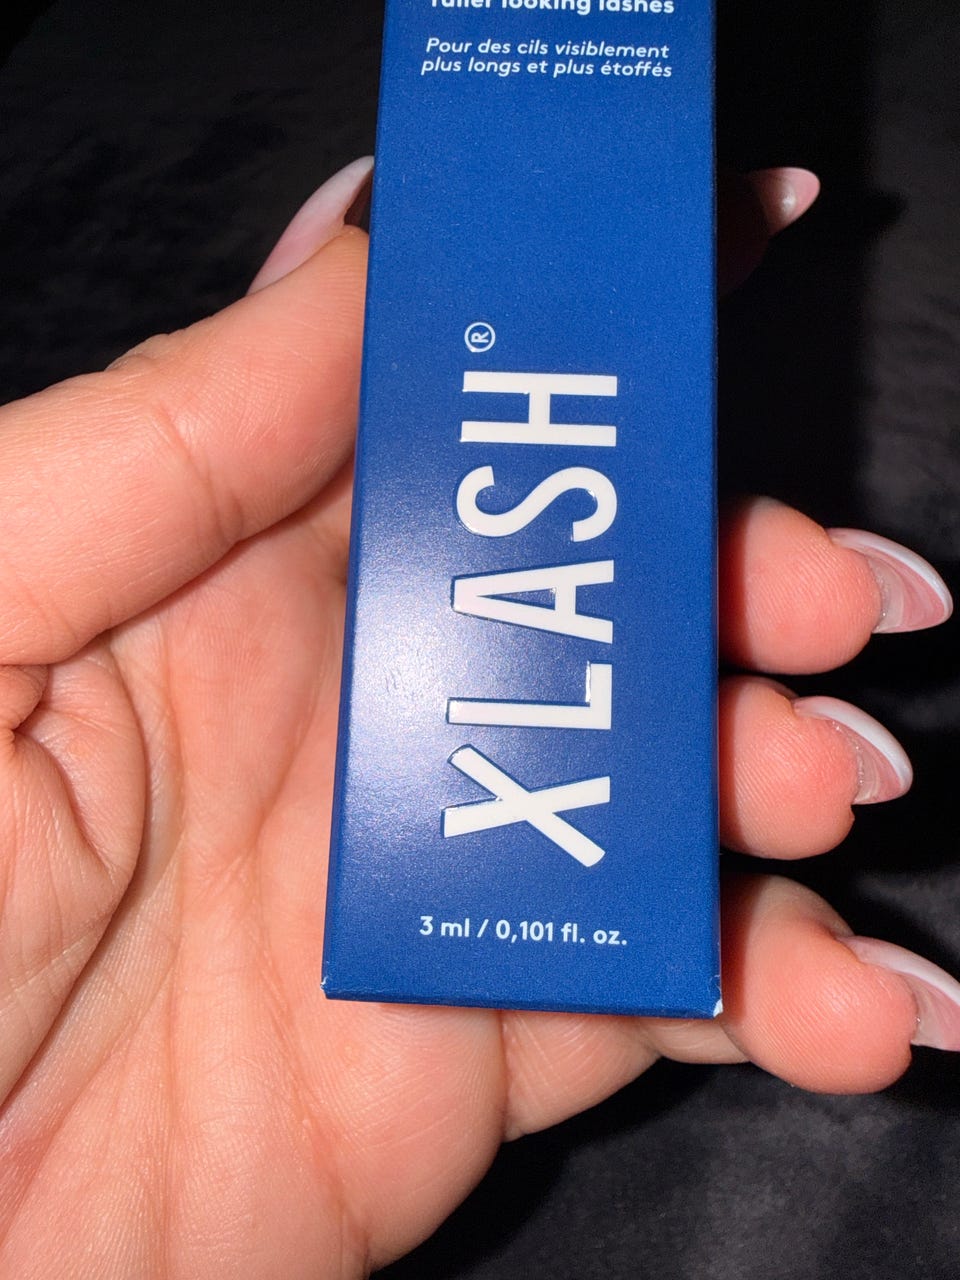 fuller looking lashes
Pour des cils visiblement
plus longs et plus étoffés
XLASH®
3 ml / 0,101 fl. oz.